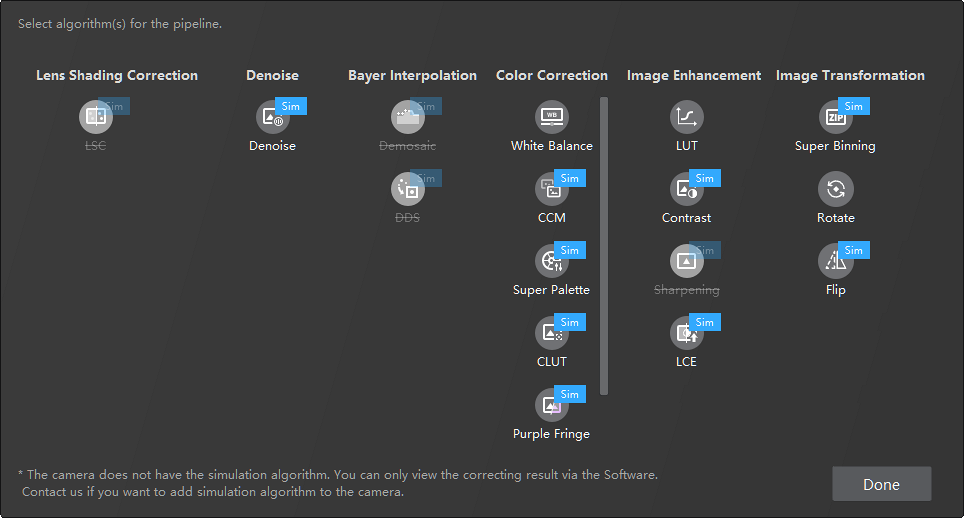 Select algorithm(s) for the pipeline.
Lens Shading Correction Denoise Bayer Interpolation Color Correction Image Enhancement Image Transformation
Sim Sim Sim Sim
WB ZIP
LSC Denoise Demosaic White Balance LUT Super Binning
Sim Sim Sim
DDS CCM Contrast Rotate
Sim Sim Sim
Super Palette Sharpening Flip
Sim Sim
CLUT LCE
Sim
Purple Fringe
* The camera does not have the simulation algorithm. You can only view the correcting result via the Software.
Contact us if you want to add simulation algorithm to the camera.
Done